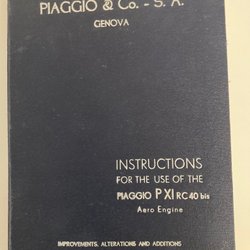 PIAGGIO & Co. - S. A.
GENOVA
INSTRUCTIONS
FOR THE USE OF THE
PIAGGIO P XI RC 40 bis
Aero Engine
IMPROVEMENTS, ALTERATIONS AND ADDITIONS